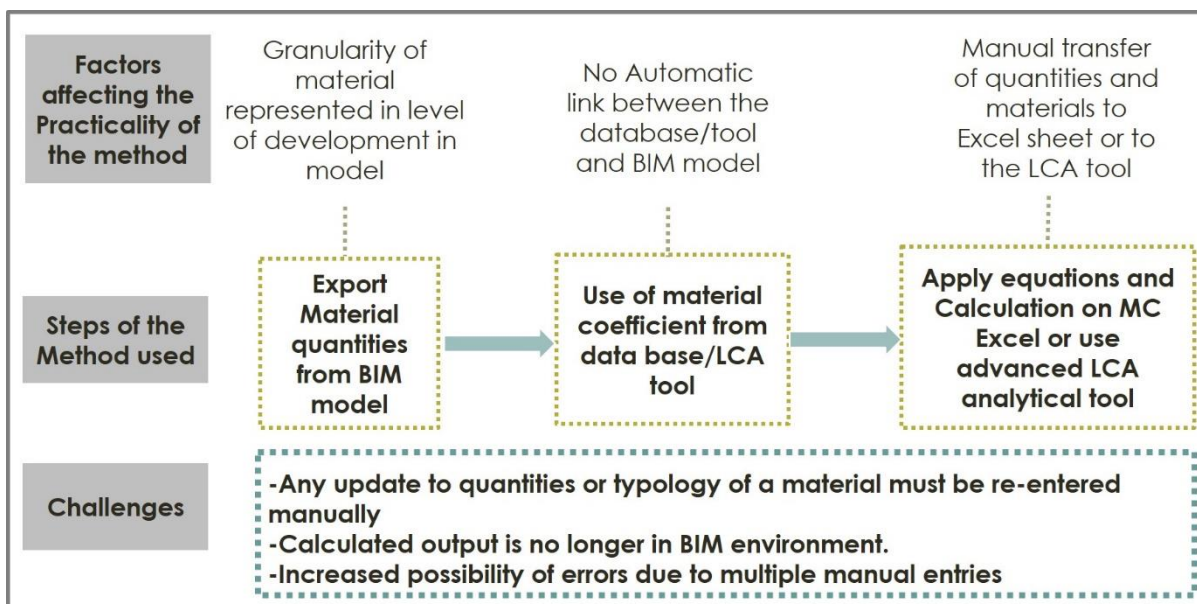 Factors
affecting the
Practicality of
the method
Granularity of
material
represented in level
of development in
model
No Automatic
link between the
database/tool
and BIM model
Manual transfer
of quantities and
materials to
Excel sheet or to
the LCA tool
Steps of the
Method used
Export
Material
quantities
from BIM
model
Use of material
coefficient from
data base/LCA
tool
Apply equations and
Calculation on MC
Excel or use
advanced LCA
analytical tool
Challenges
-Any update to quantities or typology of a material must be re-entered
manually
-Calculated output is no longer in BIM environment.
-Increased possibility of errors due to multiple manual entries